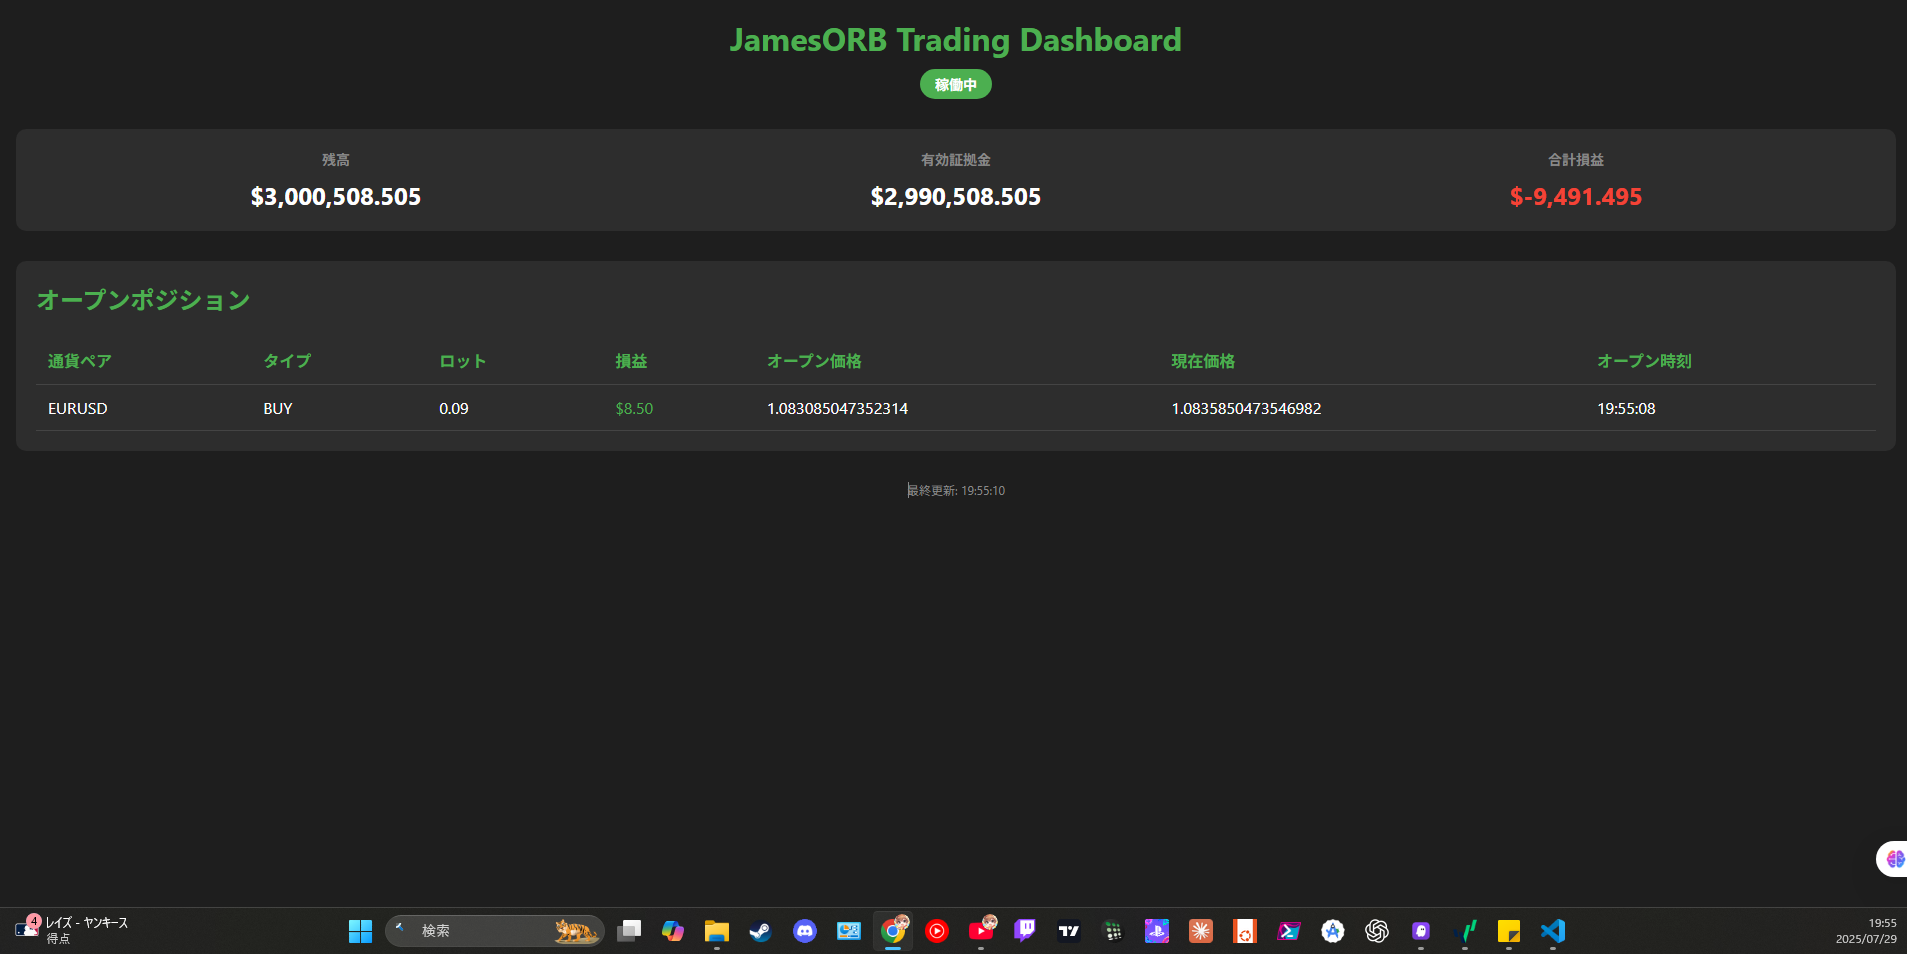 JamesORB Trading Dashboard
稼働中
残高
有効証拠金
合計損益
$3,000,508.505
$2,990,508.505
$-9,491.495
オープンポジション
通貨ペア タイプ ロット 損益 オープン価格 現在価格 オープン時刻
EURUSD BUY 0.09 $8.50 1.083085047352314 1.0835850473546982 19:55:08
最終更新: 19:55:10
4
レイズ - ヤンキース
得点
検索
19:55
2025/07/29